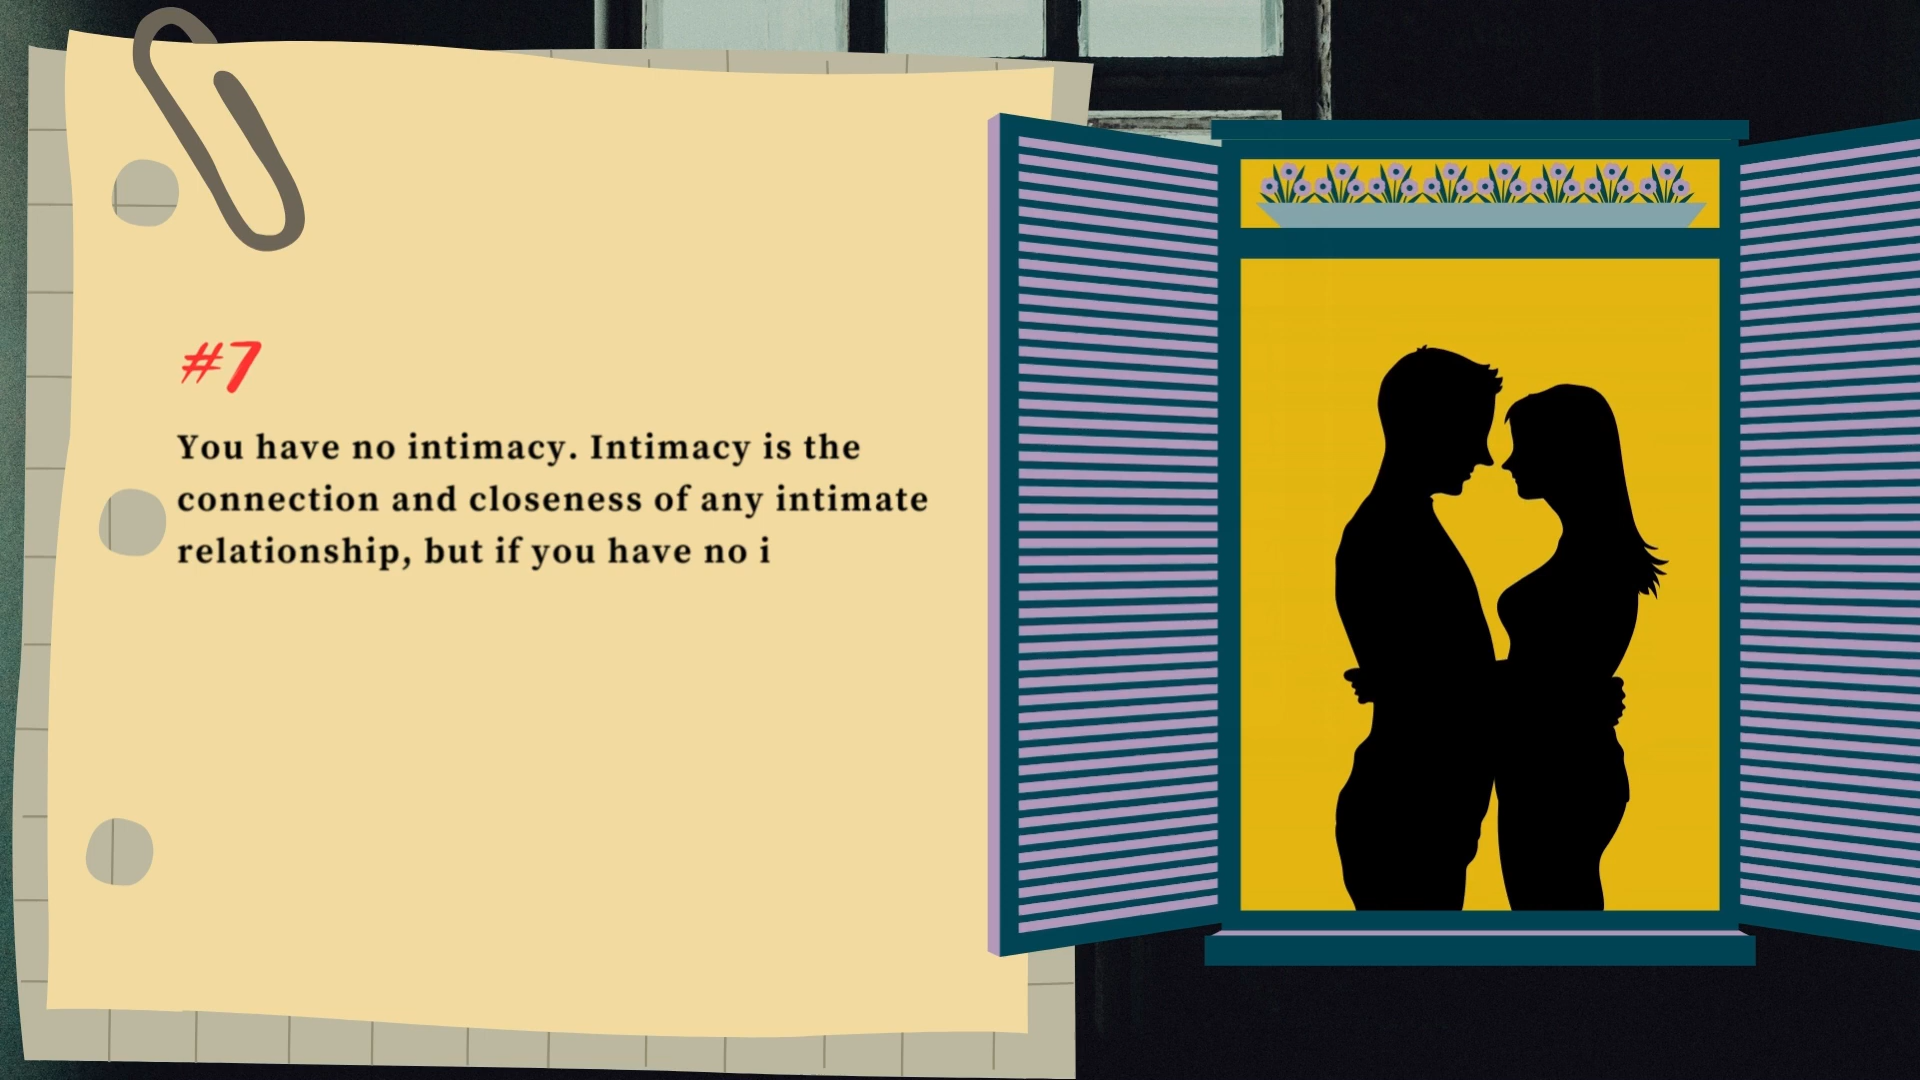 #7
You have no intimacy. Intimacy is the
connection and closeness of any intimate
relationship, but if you have no i